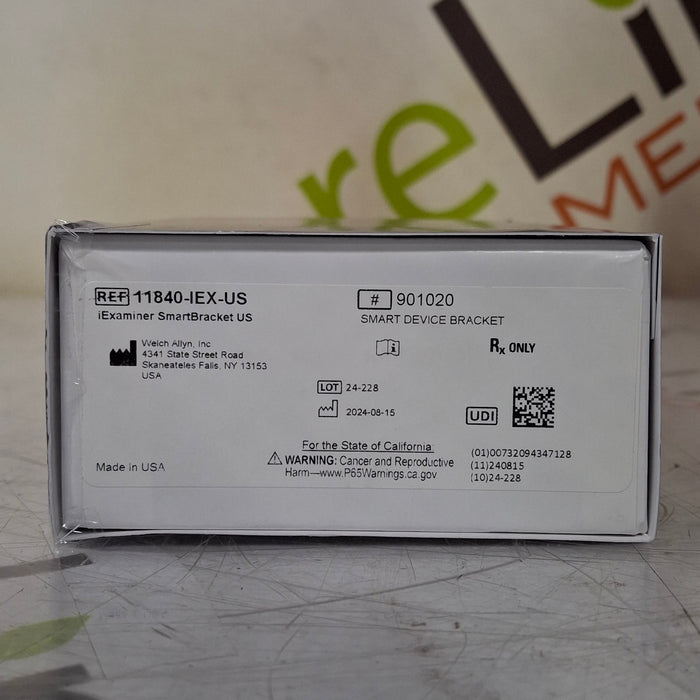 reLi
ME
REF 11840-IEX-US
iExaminer SmartBracket US
# 901020
SMART DEVICE BRACKET
Welch Allyn, Inc
4341 State Street Road
Skaneateles Falls, NY 13153
USA
Rx ONLY
LOT 24-228
2024-08-15
UDI
For the State of California:
WARNING: Cancer and Reproductive
Harm—www.P65Warnings.ca.gov
Made in USA
(01)00732094347128
(11)240815
(10)24-228